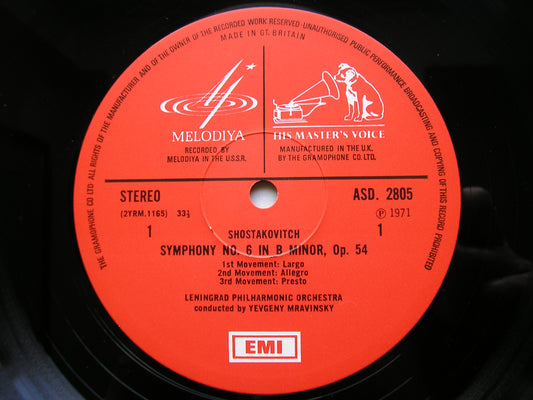 THE GRAMOPHONE CO LTD· ALL RIGHTS OF THE MANUFACTURER AND OF THE OWNER OF THE RECORDED WORK RESERVED. UNAUTHORISED PUBLIC PERFORMANCE BROADCASTING AND COPYING OF THIS RECORD PROHIBITED
MADE IN GT. BRITAIN
MELODIYA
RECORDED BY
MELODIYA IN THE U.S.S.R.
HIS MASTER'S VOICE
MANUFACTURED IN THE U.K.
BY THE GRAMOPHONE CO. LTD.
STEREO
(2YRM.1165) 33⅓
1
ASD. 2805
Ⓟ 1971
1
SHOSTAKOVITCH
SYMPHONY NO. 6 IN B MINOR, Op. 54
1st Movement: Largo
2nd Movement: Allegro
3rd Movement: Presto
LENINGRAD PHILHARMONIC ORCHESTRA
conducted by YEVGENY MRAVINSKY
EMI